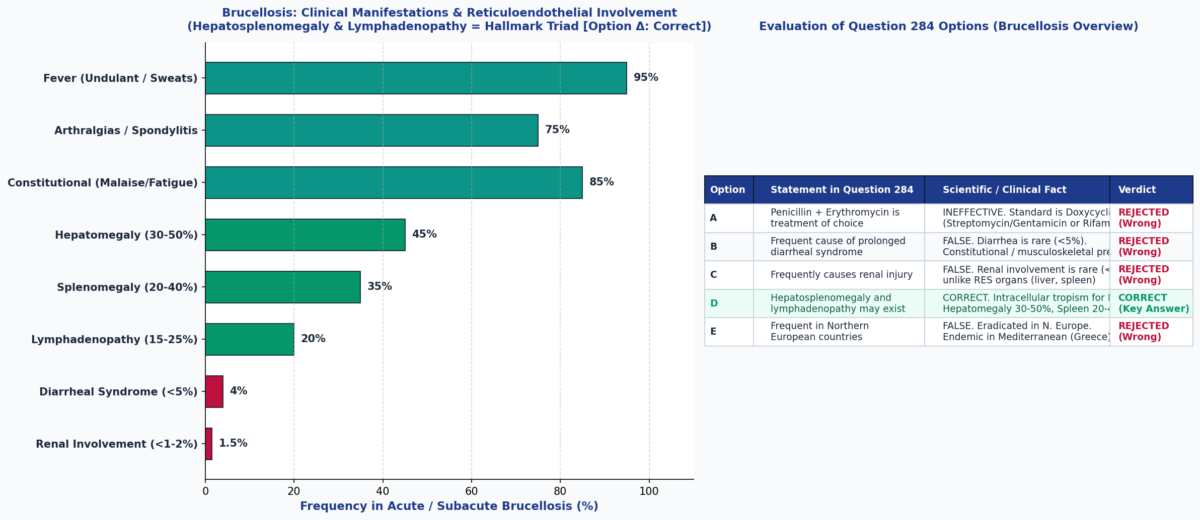 Brucellosis: Clinical Manifestations & Reticuloendothelial Involvement
(Hepatosplenomegaly & Lymphadenopathy = Hallmark Triad [Option Δ: Correct])
Fever (Undulant / Sweats)
95%
Arthralgias / Spondylitis
75%
Constitutional (Malaise/Fatigue)
85%
Hepatomegaly (30-50%)
45%
Splenomegaly (20-40%)
35%
Lymphadenopathy (15-25%)
20%
Diarrheal Syndrome (<5%)
4%
Renal Involvement (<1-2%)
1.5%
0 20 40 60 80 100
Frequency in Acute / Subacute Brucellosis (%)
Evaluation of Question 284 Options (Brucellosis Overview)
Option Statement in Question 284 Scientific / Clinical Fact Verdict
A
Penicillin + Erythromycin is
treatment of choice
INEFFECTIVE. Standard is Doxycycli
(Streptomycin/Gentamicin or Rifam
REJECTED
(Wrong)
B
Frequent cause of prolonged
diarrheal syndrome
FALSE. Diarrhea is rare (<5%).
Constitutional / musculoskeletal pre
REJECTED
(Wrong)
C
Frequently causes renal injury
FALSE. Renal involvement is rare (<
unlike RES organs (liver, spleen)
REJECTED
(Wrong)
D
Hepatosplenomegaly and
lymphadenopathy may exist
CORRECT. Intracellular tropism for
Hepatomegaly 30-50%, Spleen 20-
CORRECT
(Key Answer)
E
Frequent in Northern
European countries
FALSE. Eradicated in N. Europe.
Endemic in Mediterranean (Greece)
REJECTED
(Wrong)